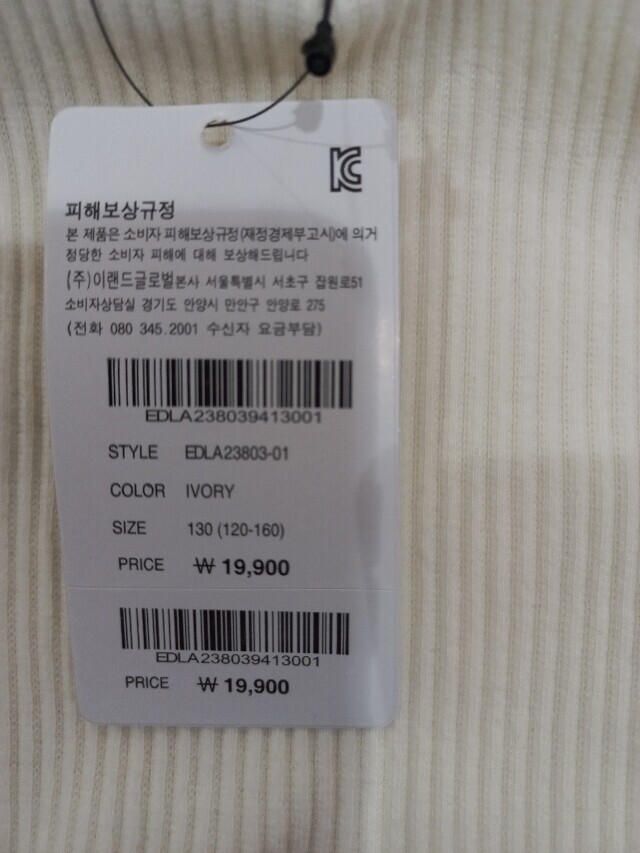 피해보상규정
본 제품은 소비자 피해보상규정(재정경제부고시)에 의거
정당한 소비자 피해에 대해 보상해드립니다
(주)이랜드글로벌본사 서울특별시 서초구 잠원로51
소비자상담실 경기도 안양시 만안구 안양로 275
(전화 080 345.2001 수신자 요금부담)
EDLA238039413001
STYLE EDLA23803-01
COLOR IVORY
SIZE 130 (120-160)
PRICE ₩ 19,900
EDLA238039413001
PRICE ₩ 19,900